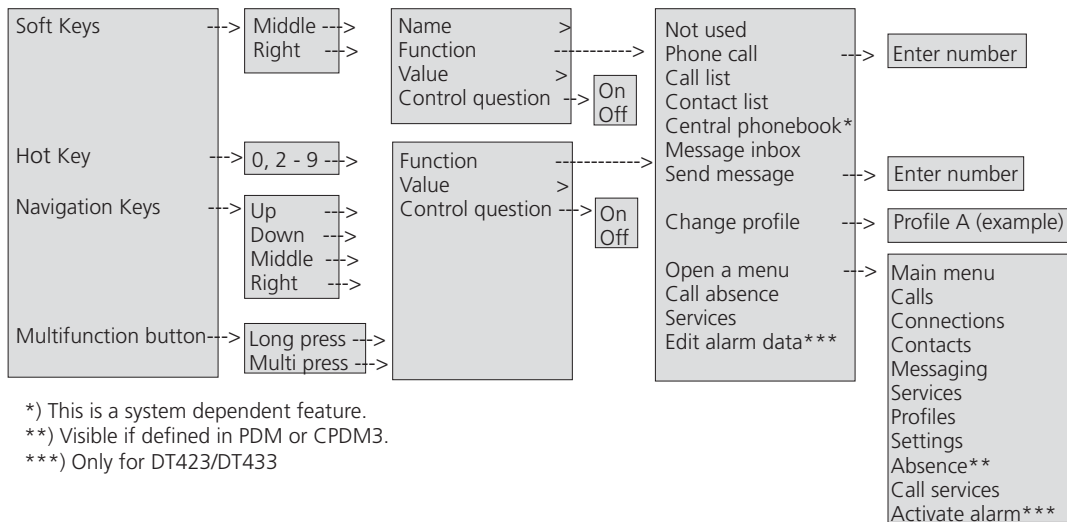 Soft Keys ---> Middle ---> Name >
Right ---> Function ------------>
Value >
Control question --> On
Off
Hot Key ---> 0, 2 - 9 ---> Function ------------->
Value >
Control question ---> On
Off
Navigation Keys ---> Up --->
Down --->
Middle --->
Right --->
Multifunction button---> Long press --->
Multi press --->
Not used
Phone call ---> Enter number
Call list
Contact list
Central phonebook*
Message inbox
Send message ---> Enter number
Change profile ---> Profile A (example)
Open a menu ---> Main menu
Call absence
Services
Edit alarm data***
Calls
Connections
Contacts
Messaging
Services
Profiles
Settings
Absence**
Call services
Activate alarm***
*) This is a system dependent feature.
**) Visible if defined in PDM or CPDM3.
***) Only for DT423/DT433